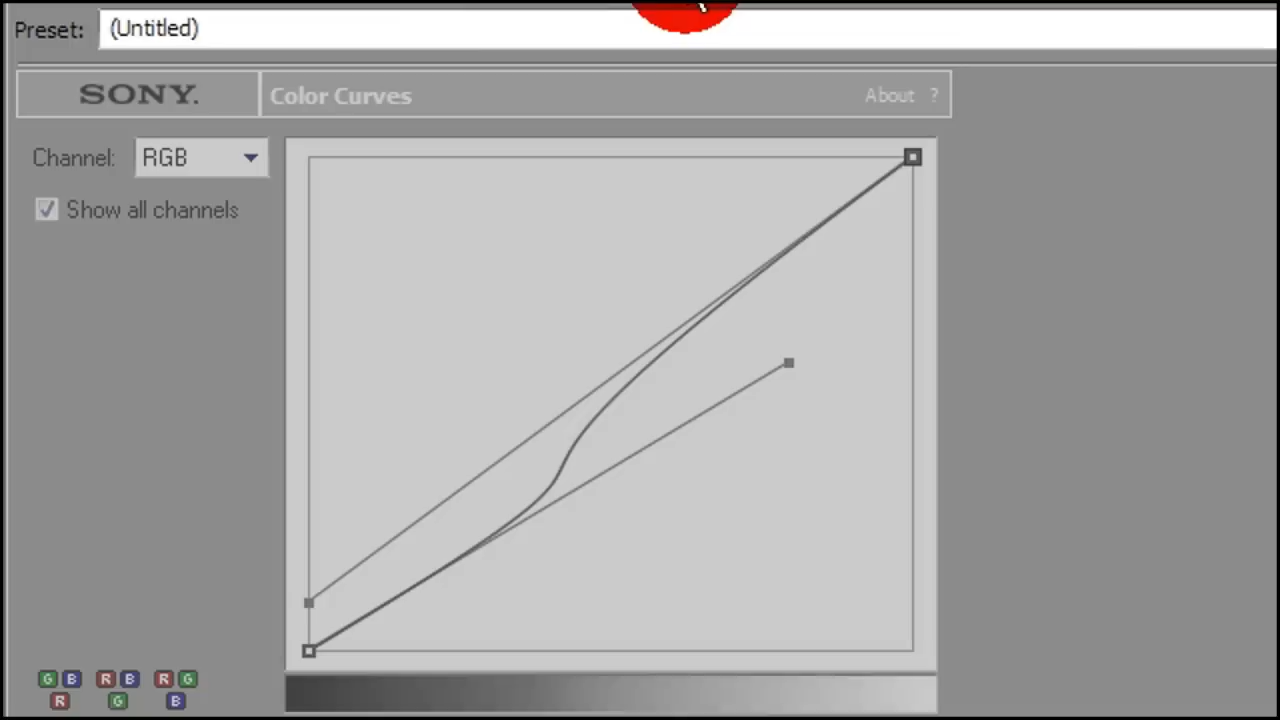 Preset: (Untitled)
SONY. Color Curves About ?
Channel: RGB
Show all channels
G B R B R G
R G B